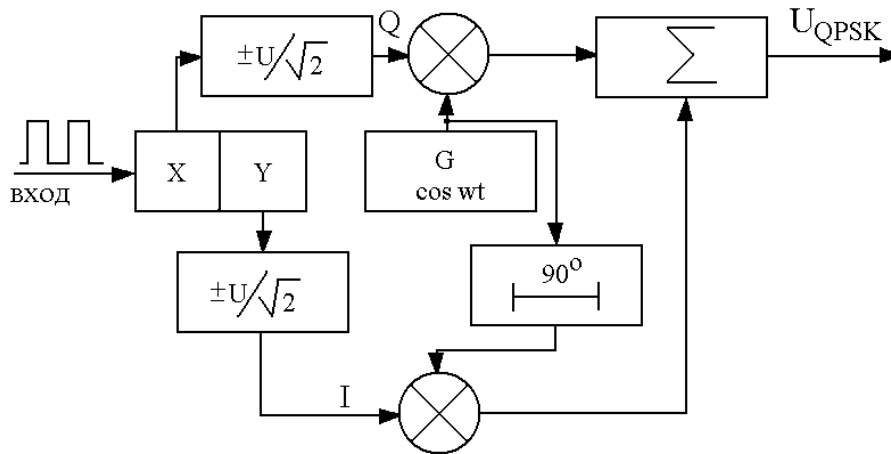 U_QPSK
±U/√2
Q
∑
X
Y
G
cos wt
вход
90°
±U/√2
I